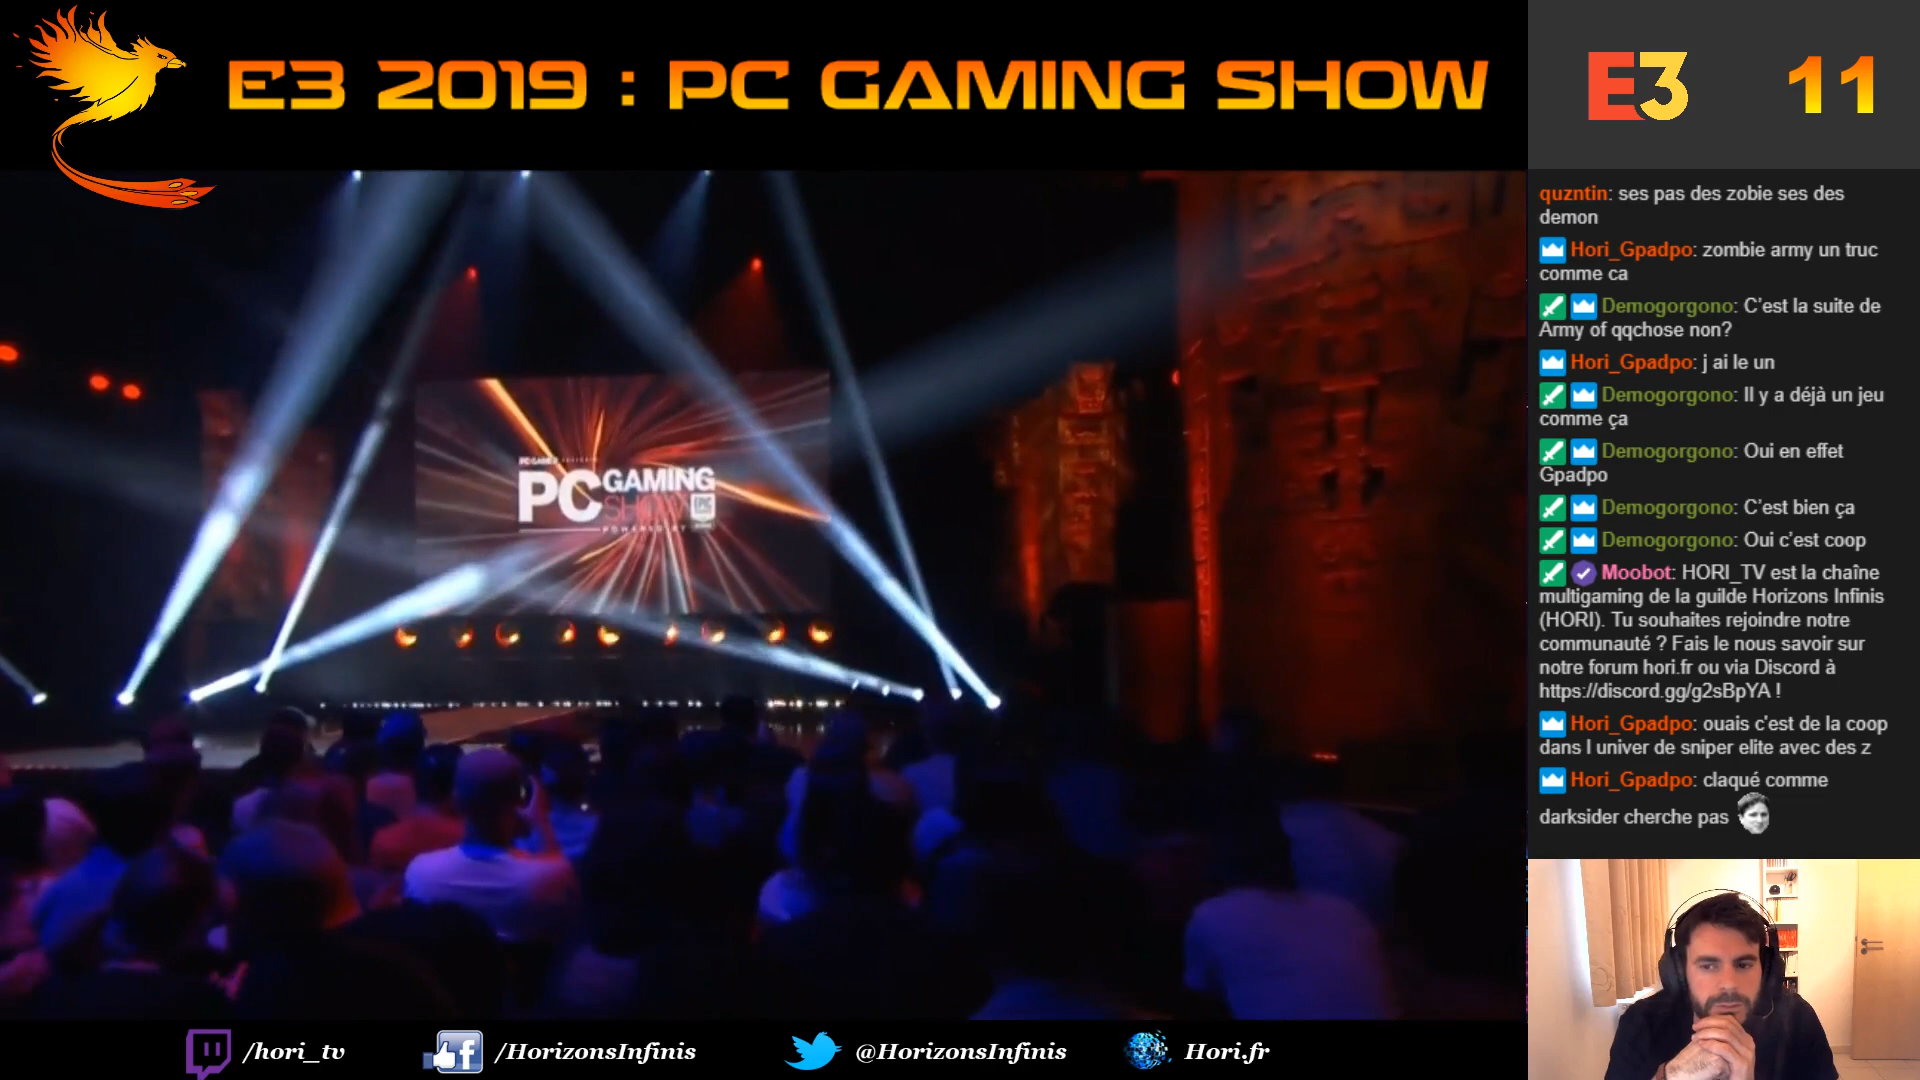 E3 2019 : PC GAMING SHOW
E3
11
PC GAMING
SHOW
EPIC
POWERED BY
quzntin: ses pas des zobie ses des
demon
Hori_Gpadpo: zombie army un truc
comme ca
Demogorgono: C'est la suite de
Army of qqchose non?
Hori_Gpadpo: j ai le un
Demogorgono: Il y a déjà un jeu
comme ça
Demogorgono: Oui en effet
Gpadpo
Demogorgono: C'est bien ça
Demogorgono: Oui c'est coop
Moobot: HORI_TV est la chaîne
multigaming de la guilde Horizons Infinis
(HORI). Tu souhaites rejoindre notre
communauté ? Fais le nous savoir sur
notre forum hori.fr ou via Discord à
https://discord.gg/g2sBpYA !
Hori_Gpadpo: ouais c'est de la coop
dans l univer de sniper elite avec des z
Hori_Gpadpo: claqué comme
darksider cherche pas
/hori_tv
/HorizonsInfinis
@HorizonsInfinis
Hori.fr